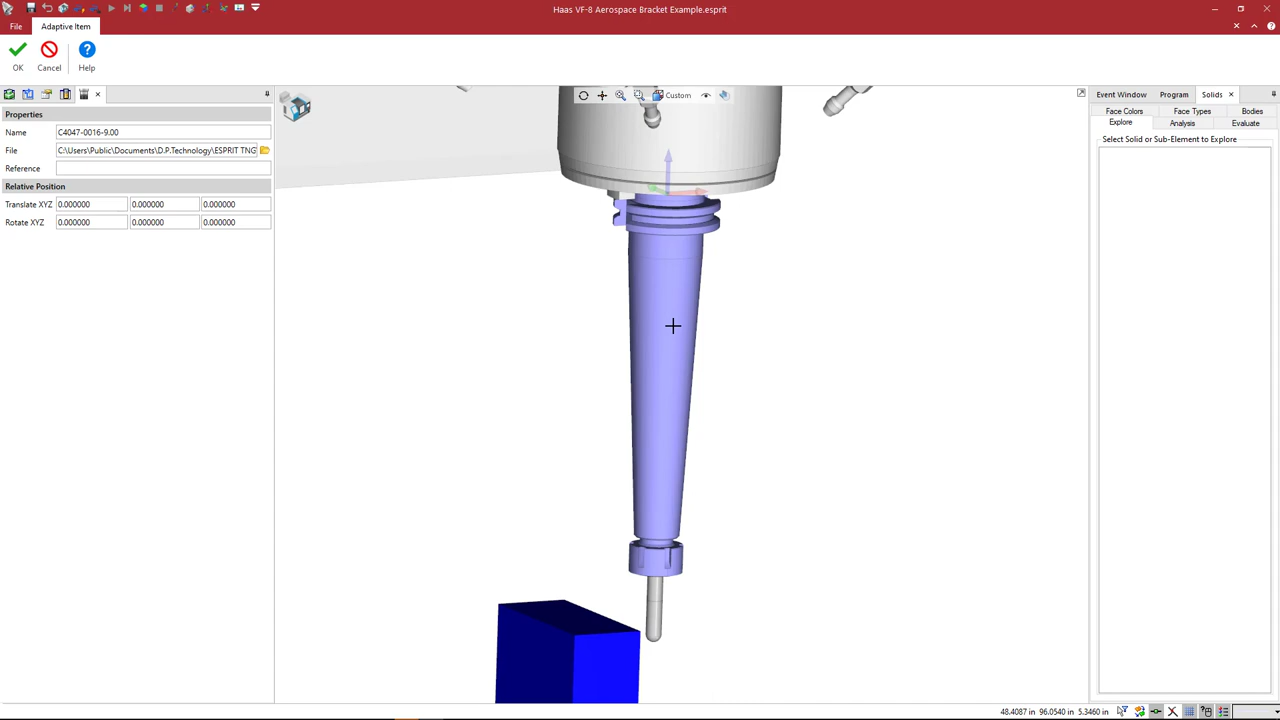 Haas VF-8 Aerospace Bracket Example.esprit
File Adaptive Item
OK Cancel Help
Custom
Event Window Program Solids
Properties
Face Colors Face Types Bodies
Explore Analysis Evaluate
Name C4047-0016-9.00
Select Solid or Sub-Element to Explore
File C:\Users\Public\Documents\D.P.Technology\ESPRIT TNG
Reference
Relative Position
Translate XYZ 0.000000 0.000000 0.000000
Rotate XYZ 0.000000 0.000000 0.000000
48.4087 in 96.0540 in 5.3460 in